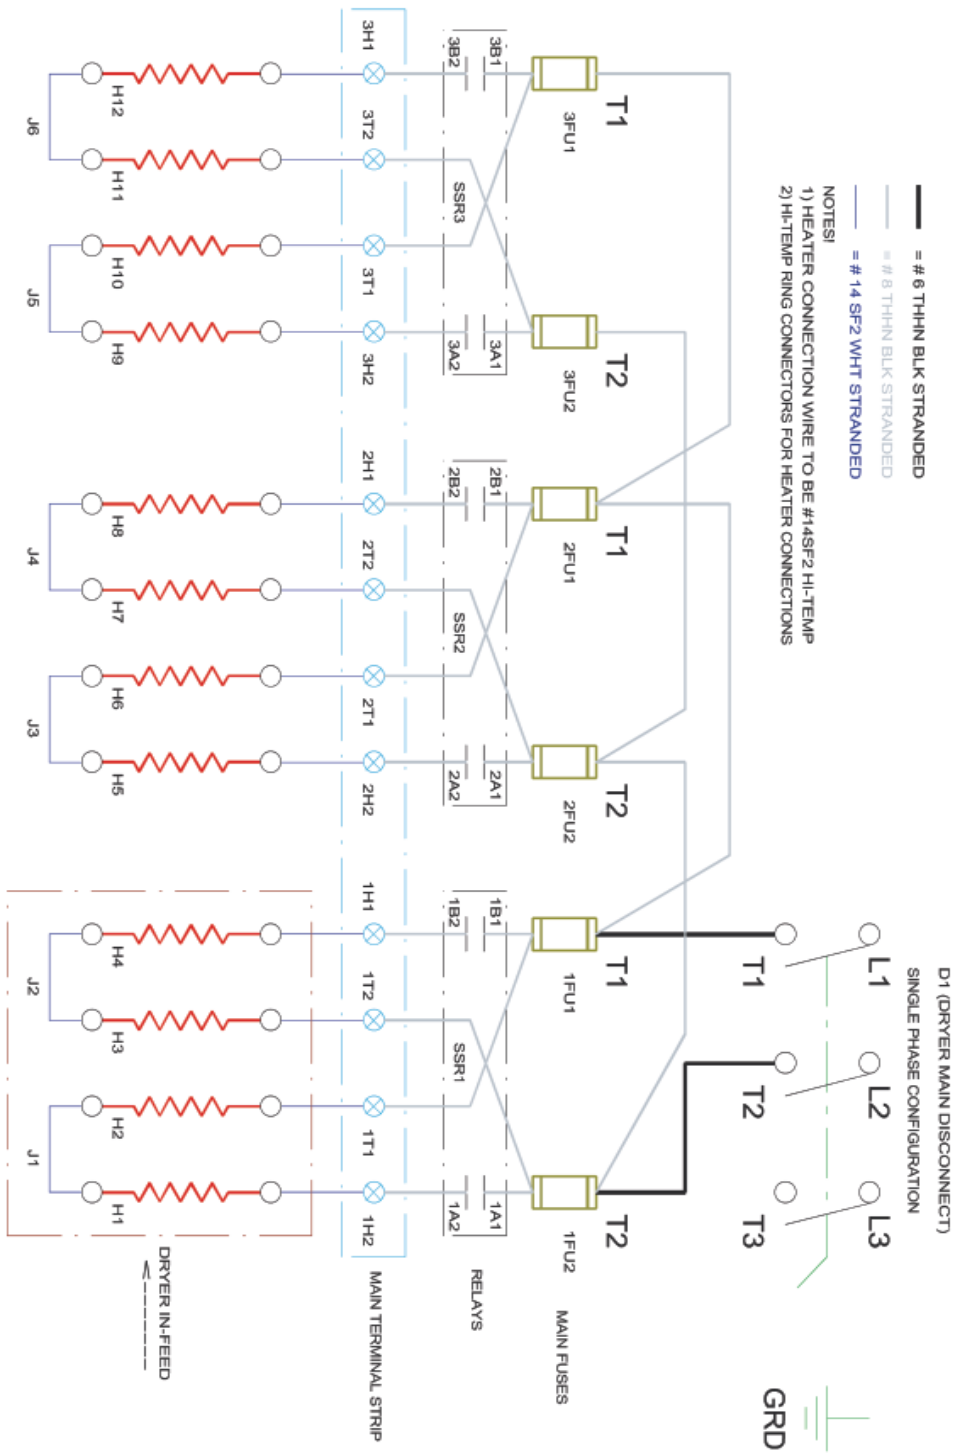 D1 (DRYER MAIN DISCONNECT)
SINGLE PHASE CONFIGURATION
= # 6 THHN BLK STRANDED
= # 8 THHN BLK STRANDED
= # 14 SF2 WHT STRANDED
NOTES!
1) HEATER CONNECTION WIRE TO BE #14SF2 HI-TEMP
2) HI-TEMP RING CONNECTORS FOR HEATER CONNECTIONS
L1 L2 L3
T1 T2 T3
GRD
T1 T2 T1 T2 T1 T2
3FU1 3FU2 2FU1 2FU2 1FU1 1FU2
MAIN FUSES
3B1 3A1 2B1 2A1 1B1 1A1
SSR3 SSR2 SSR1
3B2 3A2 2B2 2A2 1B2 1A2
RELAYS
3H1 3T2 3T1 3H2 2H1 2T2 2T1 2H2 1H1 1T2 1T1 1H2
MAIN TERMINAL STRIP
H12 H11 H10 H9 H8 H7 H6 H5 H4 H3 H2 H1
J6 J5 J4 J3 J2 J1
DRYER IN-FEED